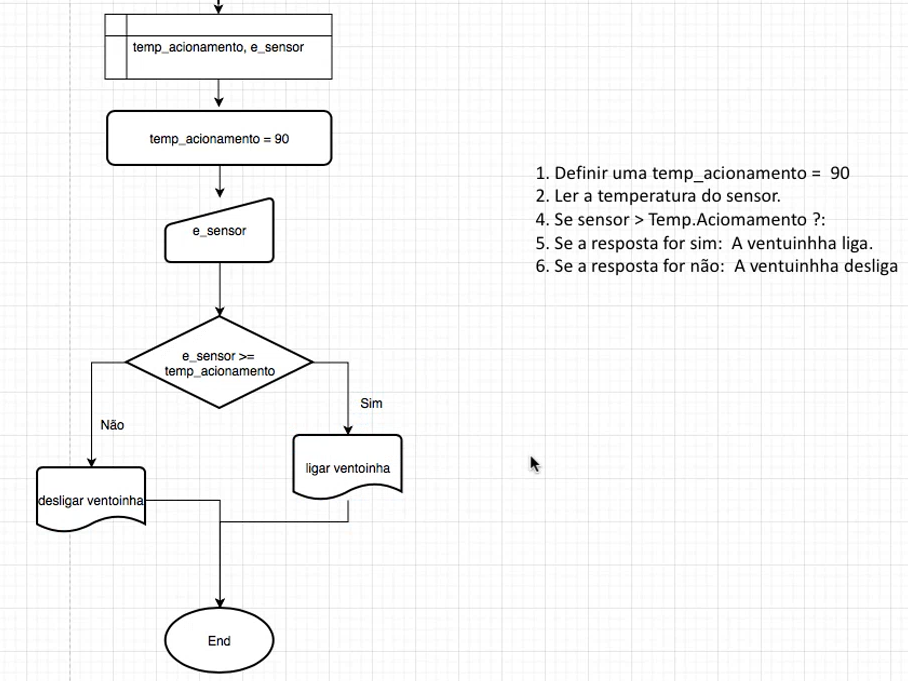 temp_acionamento, e_sensor
temp_acionamento = 90
e_sensor
e_sensor >=
temp_acionamento
Não
Sim
desligar ventoinha
ligar ventoinha
End
1. Definir uma temp_acionamento =  90
2. Ler a temperatura do sensor.
4. Se sensor > Temp.Aciomamento ?:
5. Se a resposta for sim:  A ventuinhha liga.
6. Se a resposta for não:  A ventuinhha desliga